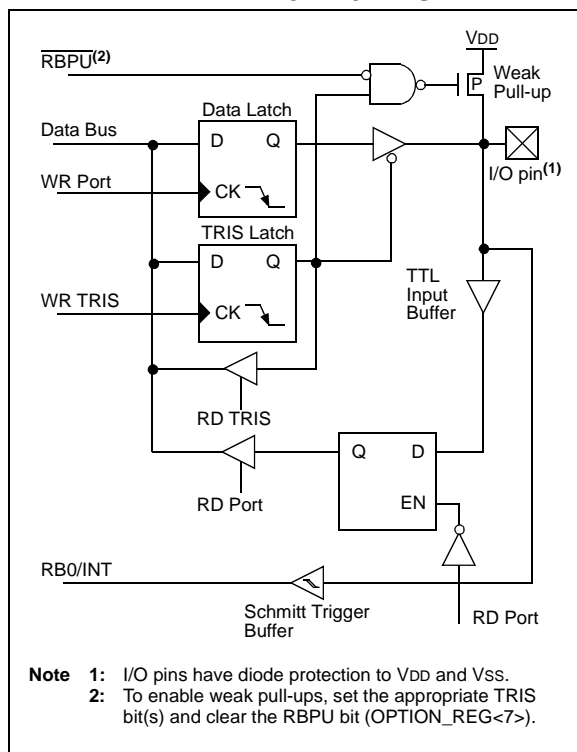 RBPU(2)
VDD
P
Weak
Pull-up
Data Latch
Data Bus
D Q
I/O pin(1)
WR Port
CK
TRIS Latch
D Q
TTL
Input
Buffer
WR TRIS
CK
RD TRIS
Q D
RD Port
EN
RB0/INT
Schmitt Trigger
Buffer
RD Port
Note 1: I/O pins have diode protection to VDD and VSS.
2: To enable weak pull-ups, set the appropriate TRIS
bit(s) and clear the RBPU bit (OPTION_REG<7>).